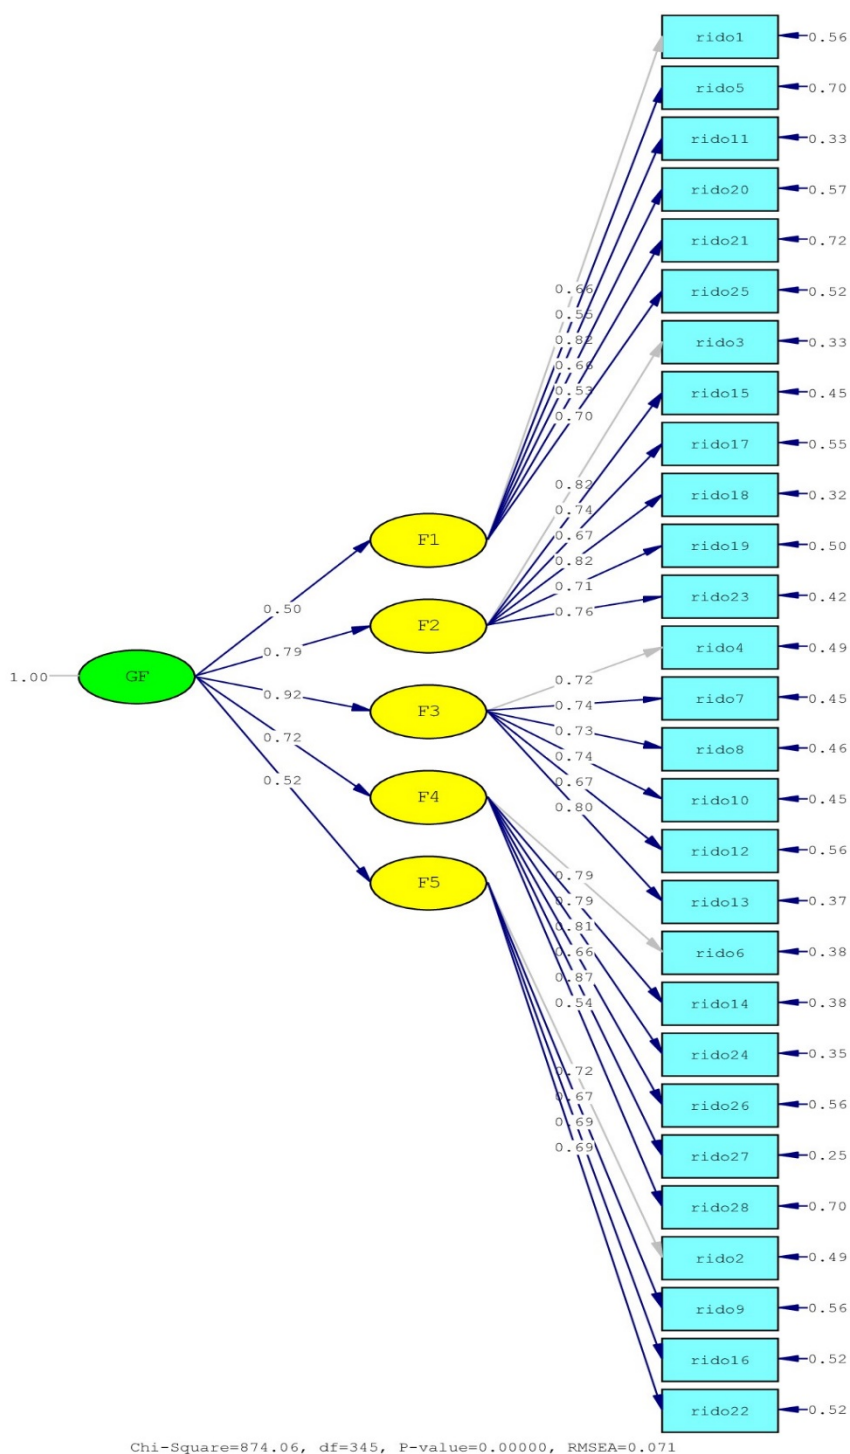 rido1 0.56
rido5 0.70
rido11 0.33
rido20 0.57
rido21 0.72
rido25 0.52
rido3 0.33
rido15 0.45
rido17 0.55
rido18 0.32
rido19 0.50
rido23 0.42
rido4 0.49
rido7 0.45
rido8 0.46
rido10 0.45
rido12 0.56
rido13 0.37
rido6 0.38
rido14 0.38
rido24 0.35
rido26 0.56
rido27 0.25
rido28 0.70
rido2 0.49
rido9 0.56
rido16 0.52
rido22 0.52
0.66
0.55
0.82
0.66
0.53
0.70
0.82
0.74
0.67
0.82
0.71
0.76
0.72
0.74
0.73
0.74
0.67
0.80
0.79
0.79
0.81
0.66
0.87
0.54
0.72
0.67
0.69
0.69
F1
F2
F3
F4
F5
0.50
0.79
0.92
0.72
0.52
1.00 GF
Chi-Square=874.06, df=345, P-value=0.00000, RMSEA=0.071